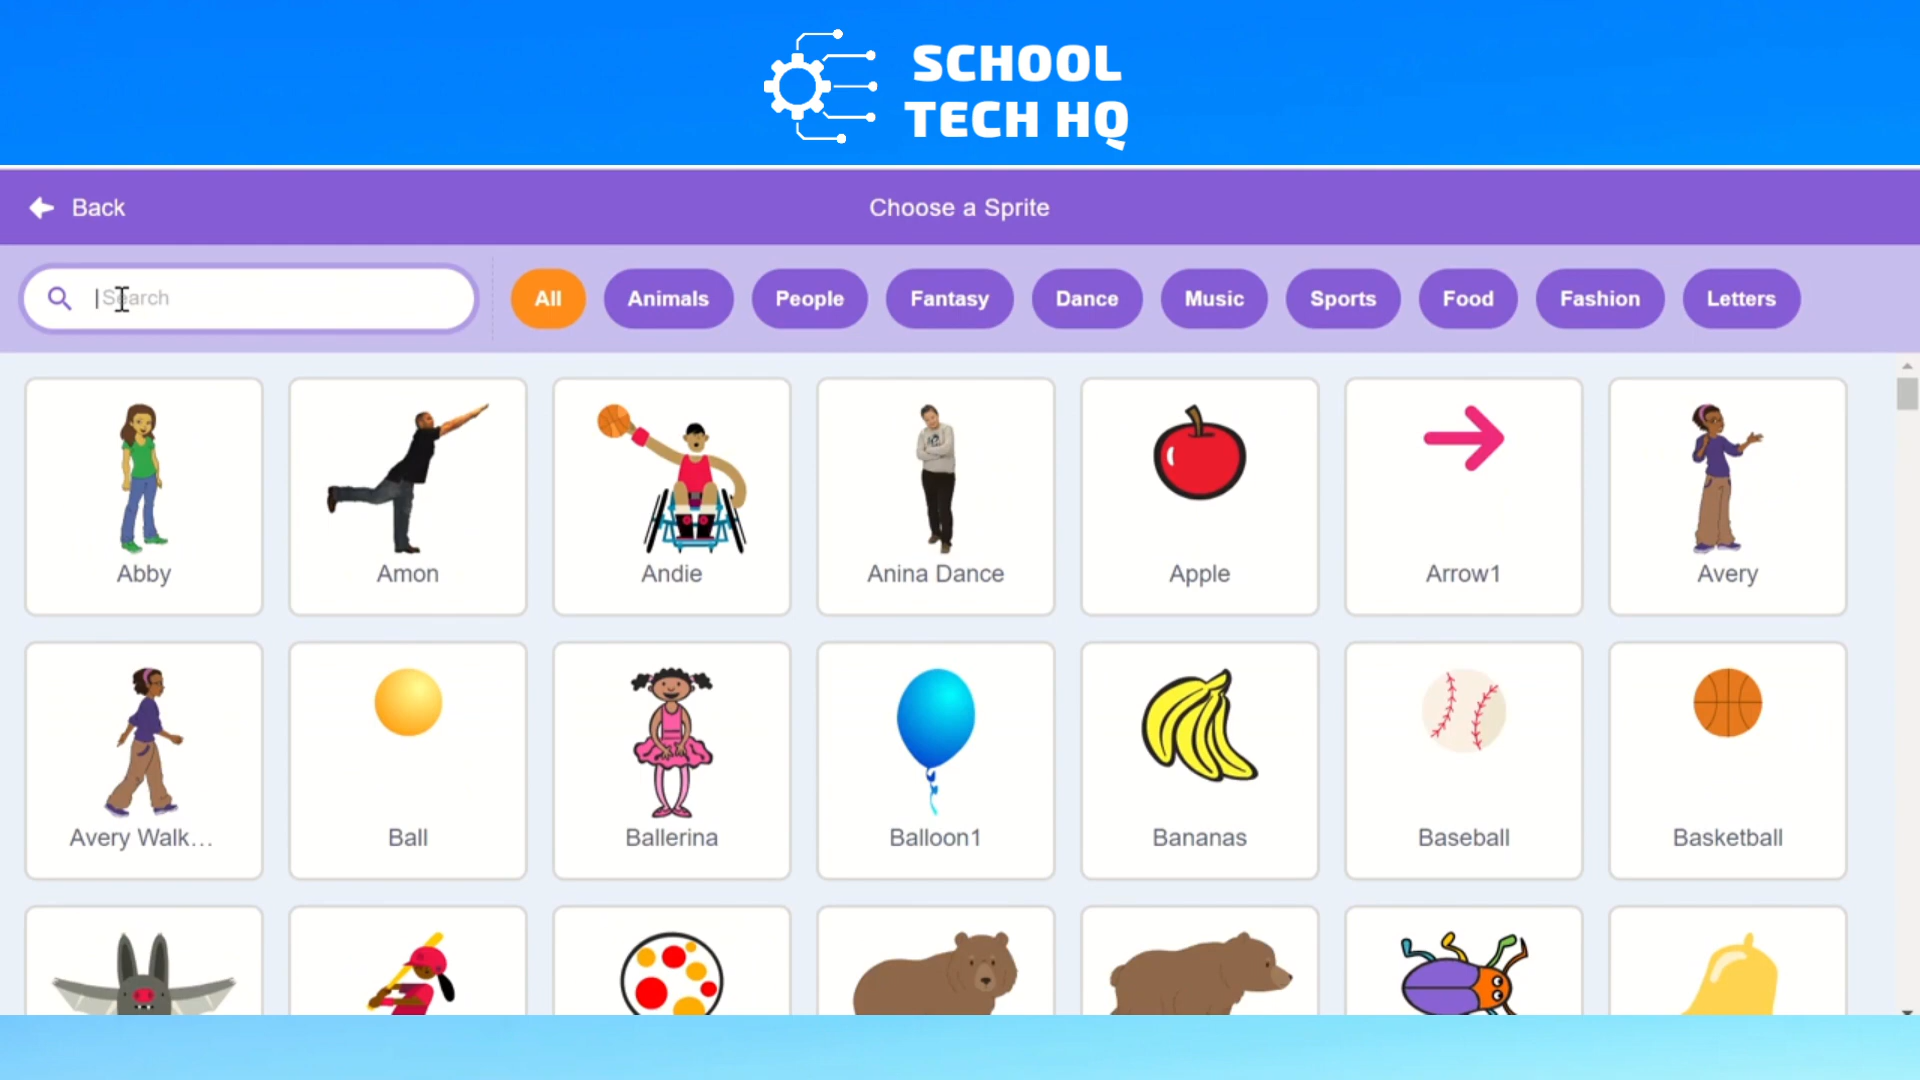 SCHOOL
TECH HQ
Back
Choose a Sprite
Search
All
Animals
People
Fantasy
Dance
Music
Sports
Food
Fashion
Letters
Abby
Amon
Andie
Anina Dance
Apple
Arrow1
Avery
Avery Walk...
Ball
Ballerina
Balloon1
Bananas
Baseball
Basketball